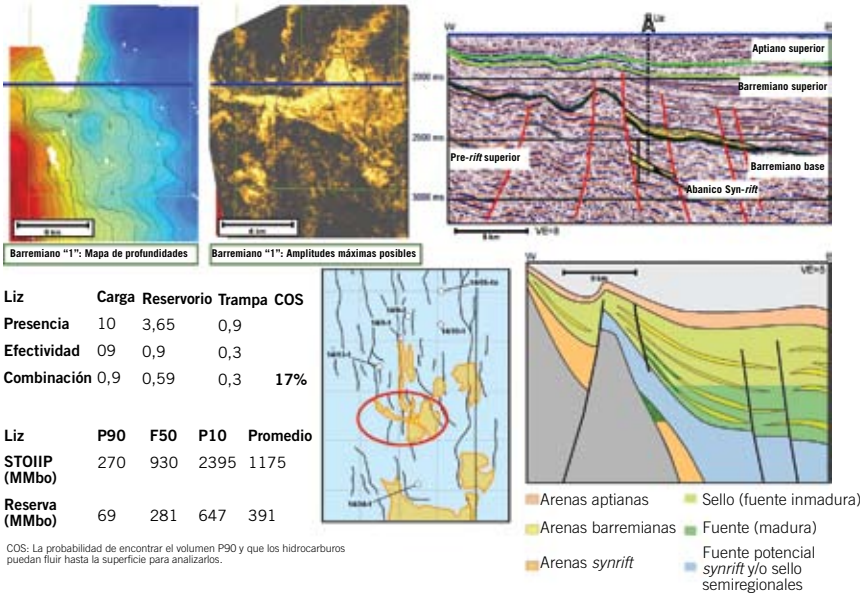 W
A
Liz
E
Aptiano superior
2000 ms
Barremiano superior
2500 ms
Pre-rift superior
Barremiano base
Abanico Syn-rift
3000 ms
VE=8
Barremiano "1": Mapa de profundidades
Barremiano "1": Amplitudes máximas posibles
Liz Carga Reservorio Trampa COS
Presencia 10 3,65 0,9
Efectividad 09 0,9 0,3
Combinación 0,9 0,59 0,3 17%
Liz P90 F50 P10 Promedio
STOIIP 270 930 2395 1175
(MMbo)
Reserva 69 281 647 391
(MMbo)
COS: La probabilidad de encontrar el volumen P90 y que los hidrocarburos
puedan fluir hasta la superficie para analizarlos.
W
E
VE=5
Arenas aptianas
Arenas barremianas
Arenas synrift
Sello (fuente inmadura)
Fuente (madura)
Fuente potencial
synrift y/o sello
semiregionales